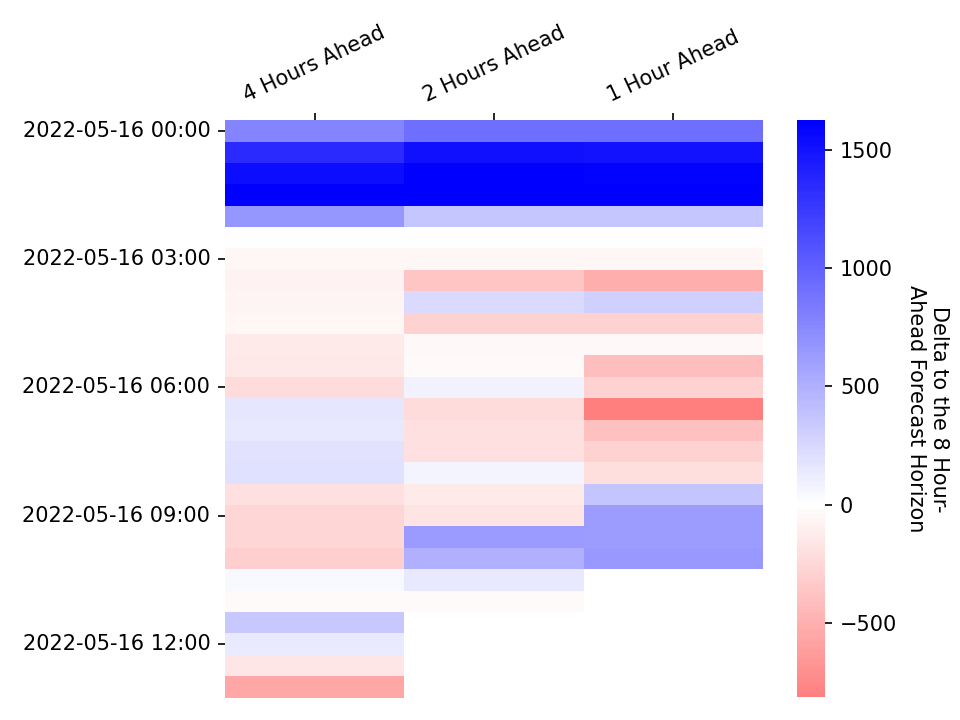 4 Hours Ahead
2 Hours Ahead
1 Hour Ahead
2022-05-16 00:00
2022-05-16 03:00
2022-05-16 06:00
2022-05-16 09:00
2022-05-16 12:00
1500
1000
500
0
−500
Delta to the 8 Hour-
Ahead Forecast Horizon